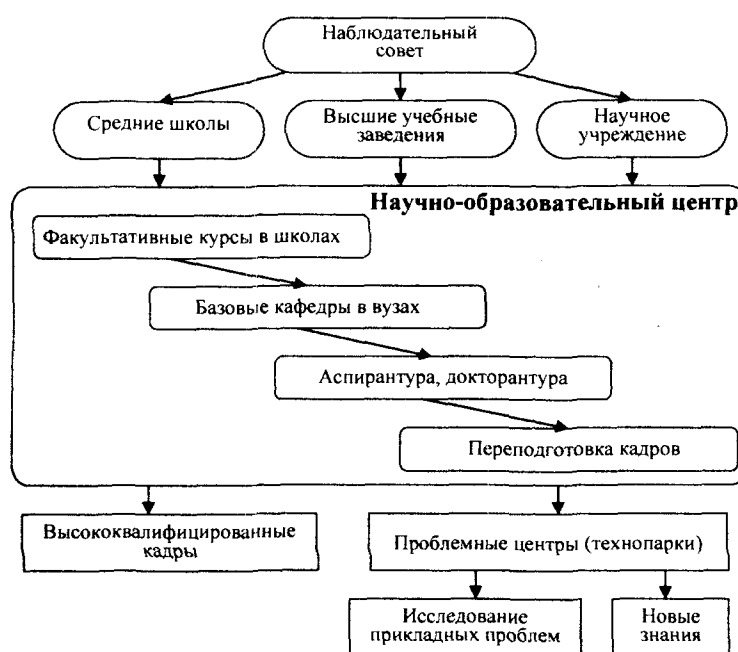 Наблюдательный
совет
Средние школы
Высшие учебные
заведения
Научное
учреждение
Научно-образовательный центр
Факультативные курсы в школах
Базовые кафедры в вузах
Аспирантура, докторантура
Переподготовка кадров
Высококвалифицированные
кадры
Проблемные центры (технопарки)
Исследование
прикладных проблем
Новые
знания